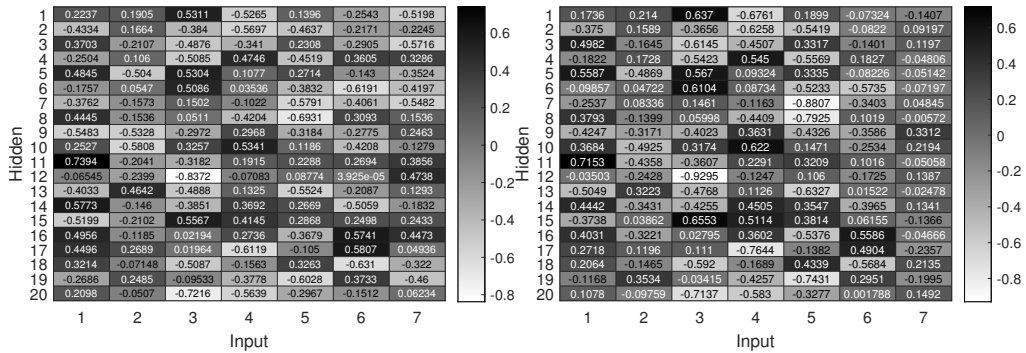 1 0.2237 0.1905 0.5311 -0.5265 0.1396 -0.2543 -0.5198
2 -0.4334 0.1664 -0.384 -0.5697 -0.4637 -0.2171 -0.2245
3 0.3703 -0.2107 -0.4876 -0.341 0.2308 -0.2905 -0.5716
4 -0.2504 0.106 -0.5085 0.4746 -0.4519 0.3605 0.3286
5 0.4845 -0.504 0.5304 0.1077 0.2714 -0.143 -0.3524
6 -0.1757 0.0547 0.5086 0.03536 -0.3832 -0.6191 -0.4197
7 -0.3762 -0.1573 0.1502 -0.1022 -0.5791 -0.4061 -0.5482
8 0.4445 -0.1536 0.0511 -0.4204 -0.6931 0.3093 0.1536
9 -0.5483 -0.5328 -0.2972 0.2968 -0.3184 -0.2775 0.2463
10 0.2527 -0.5808 0.3257 0.5341 0.1186 -0.4208 -0.1279
11 0.7394 -0.2041 -0.3182 0.1915 0.2288 0.2694 0.3856
12 -0.06545 -0.2399 -0.8372 -0.07083 0.08774 3.925e-05 0.4738
13 -0.4033 0.4642 -0.4888 0.1325 -0.5524 -0.2087 0.1293
14 0.5773 -0.146 -0.3851 0.3692 0.2669 -0.5059 -0.1832
15 -0.5199 -0.2102 0.5567 0.4145 0.2868 0.2498 0.2433
16 0.4956 -0.1185 0.02194 0.2736 -0.3679 0.5741 0.4473
17 0.4496 0.2689 0.01964 -0.6119 -0.105 0.5807 0.04936
18 0.3214 -0.07148 -0.5087 -0.1563 0.3263 -0.631 -0.322
19 -0.2686 0.2485 -0.09533 -0.3778 -0.6028 0.3733 -0.46
20 0.2098 -0.0507 -0.7216 -0.5639 -0.2967 -0.1512 0.06234
1 2 3 4 5 6 7
Input
Hidden
0.6
0.4
0.2
0
-0.2
-0.4
-0.6
-0.8
1 0.1736 0.214 0.637 -0.6761 0.1899 -0.07324 -0.1407
2 -0.375 0.1589 -0.3656 -0.6258 -0.5419 -0.0822 0.09197
3 0.4982 -0.1645 -0.6145 -0.4507 0.3317 -0.1401 0.1197
4 -0.1822 0.1728 -0.5423 0.545 -0.5569 0.1827 -0.04806
5 0.5587 -0.4869 0.567 0.09324 0.3335 -0.08226 -0.05142
6 -0.09857 0.04722 0.6104 0.08734 -0.5233 -0.5735 -0.07197
7 -0.2537 0.08336 0.1461 -0.1163 -0.8807 -0.3403 0.04845
8 0.3793 -0.1399 0.05998 -0.4409 -0.7925 0.1019 -0.00572
9 -0.4247 -0.3171 -0.4023 0.3631 -0.4326 -0.3586 0.3312
10 0.3684 -0.4925 0.3174 0.622 0.1471 -0.2534 0.2194
11 0.7153 -0.4358 -0.3607 0.2291 0.3209 0.1016 -0.05058
12 -0.03503 -0.2428 -0.9295 -0.1247 0.106 -0.1725 0.1387
13 -0.5049 0.3223 -0.4768 0.1126 -0.6327 0.01522 -0.02478
14 0.4442 -0.3431 -0.4255 0.4505 0.3547 -0.3965 0.1341
15 -0.3738 0.03862 0.6553 0.5114 0.3814 0.06155 -0.1366
16 0.4031 -0.3221 0.02795 0.3602 -0.5376 0.5586 -0.04666
17 0.2718 0.1196 0.111 -0.7644 -0.1382 0.4904 -0.2357
18 0.2064 -0.1465 -0.592 -0.1689 0.4339 -0.5684 0.2135
19 -0.1168 0.3534 -0.03415 -0.4257 -0.7431 0.2951 -0.1995
20 0.1078 -0.09759 -0.7137 -0.583 -0.3277 0.001788 0.1492
1 2 3 4 5 6 7
Input
Hidden
0.6
0.4
0.2
0
-0.2
-0.4
-0.6
-0.8